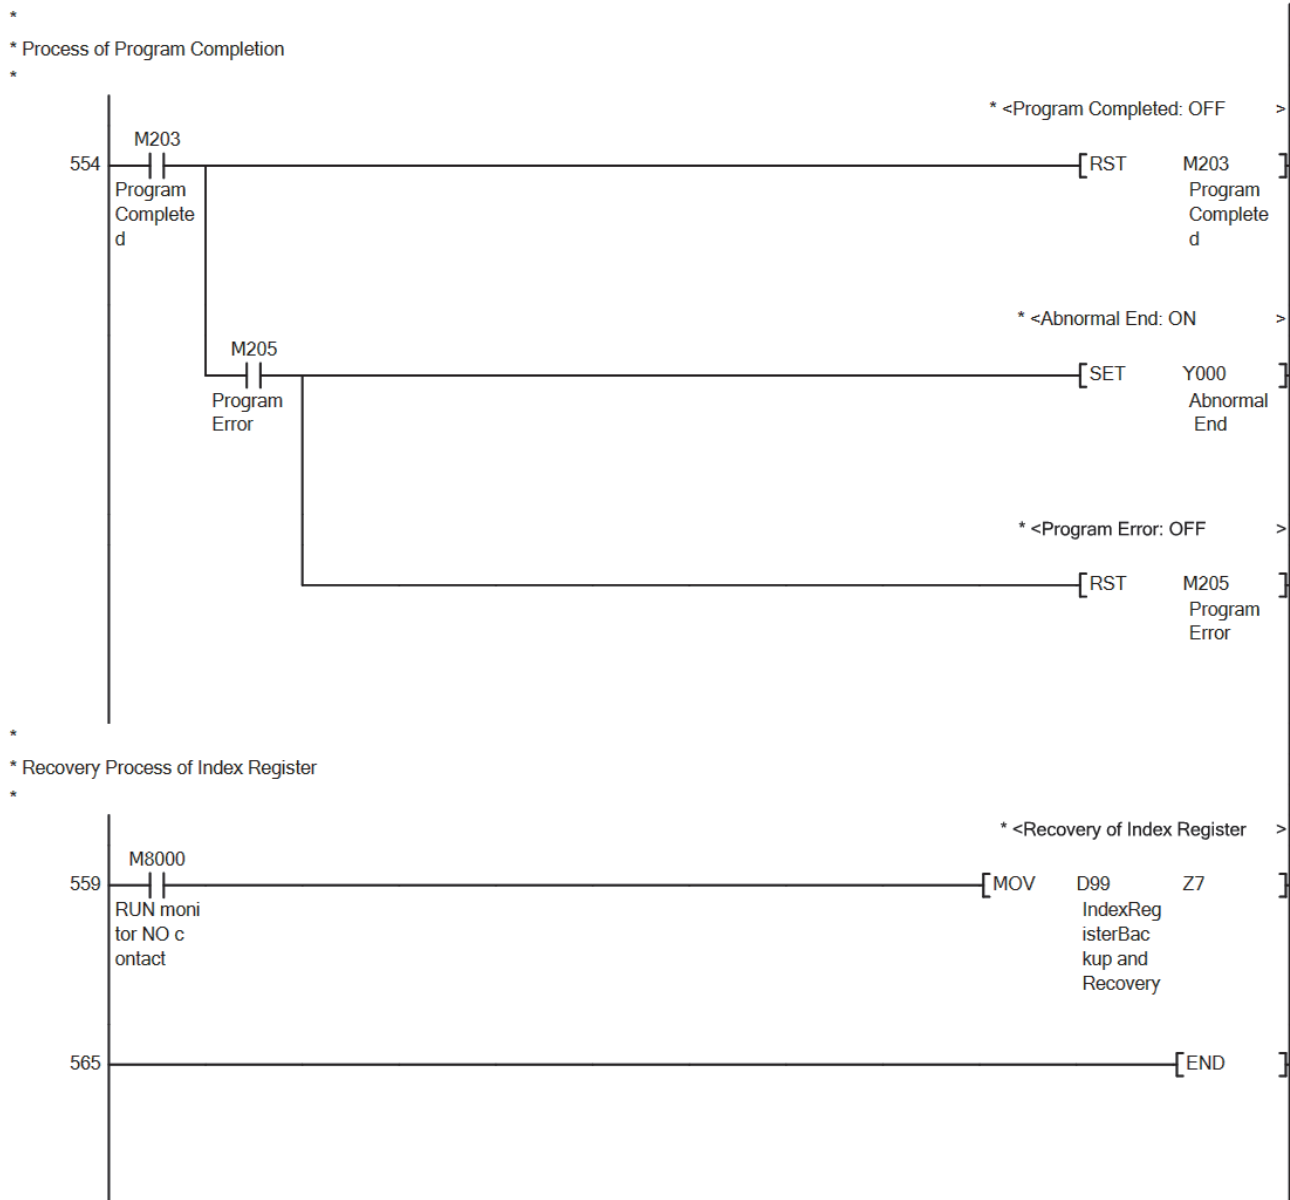 *
* Process of Program Completion
*
* <Program Completed: OFF >
M203
554 RST M203
Program Program
Complete Complete
d d
* <Abnormal End: ON >
M205
SET Y000
Program Abnormal
Error End
* <Program Error: OFF >
RST M205
Program
Error
*
* Recovery Process of Index Register
*
* <Recovery of Index Register >
M8000
559 MOV D99 Z7
RUN moni IndexReg
tor NO c isterBac
ontact kup and
Recovery
565 END